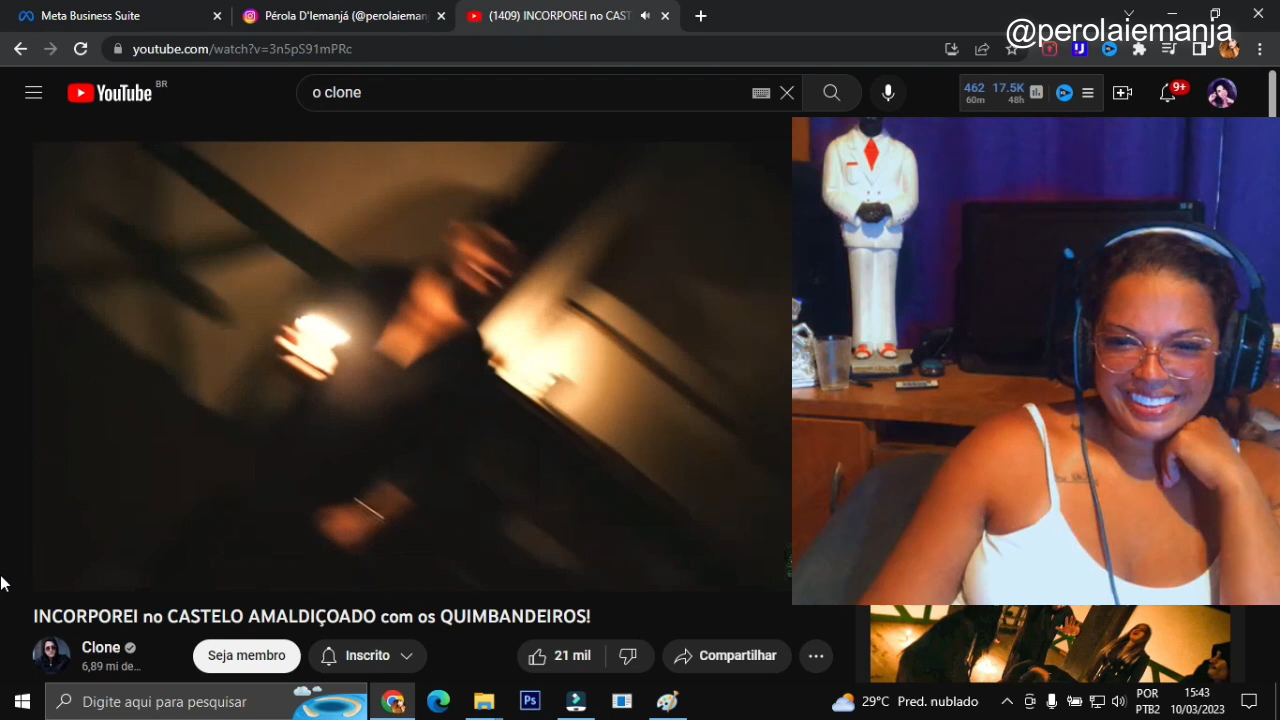 Meta Business Suite
Pérola D'Iemanjá (@perolaieman
(1409) INCORPOREI no CAST
@perolaiemanja
youtube.com/watch?v=3n5pS91mPRc
YouTube BR
o clone
462 17.5K
60m 48h
9+
INCORPOREI no CASTELO AMALDIÇOADO com os QUIMBANDEIROS!
Clone
6,89 mi de...
Seja membro
Inscrito
21 mil
Compartilhar
Digite aqui para pesquisar
Ps
29°C Pred. nublado
POR
PTB2
15:43
10/03/2023